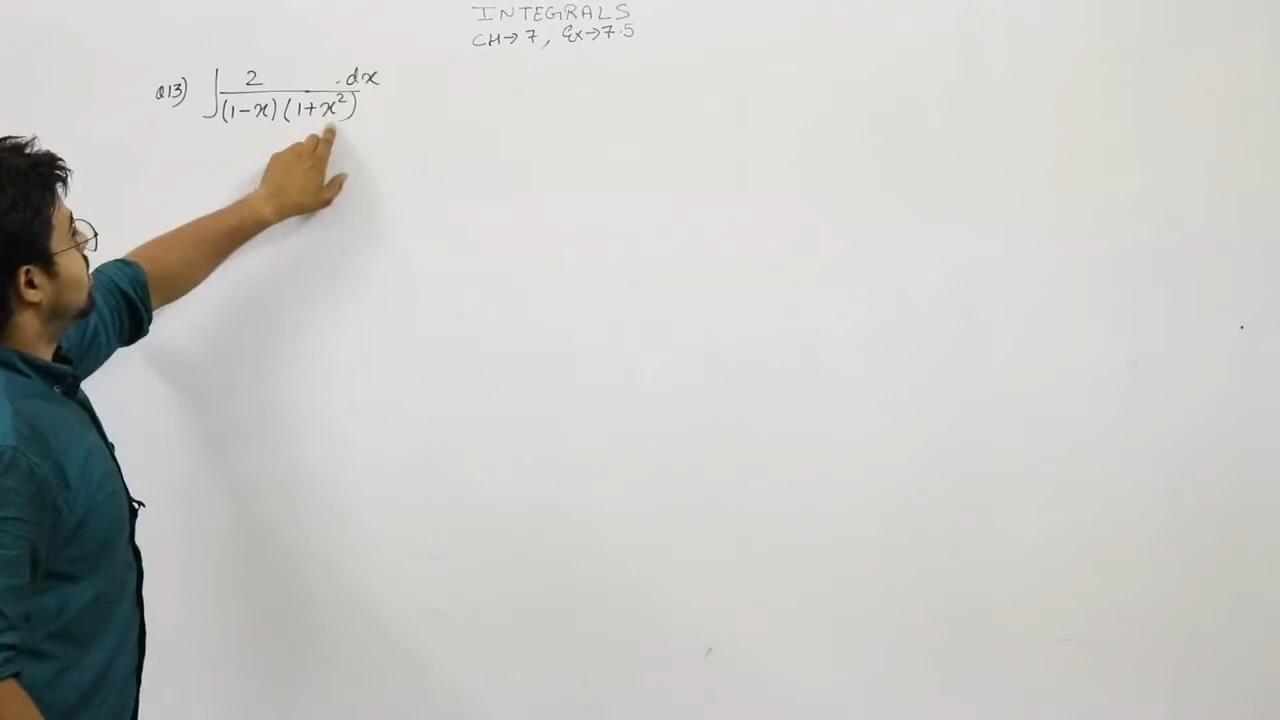 INTEGRALS
CH→7, Ex→7.5
Q13) ∫ 2/((1-x)(1+x²)) .dx